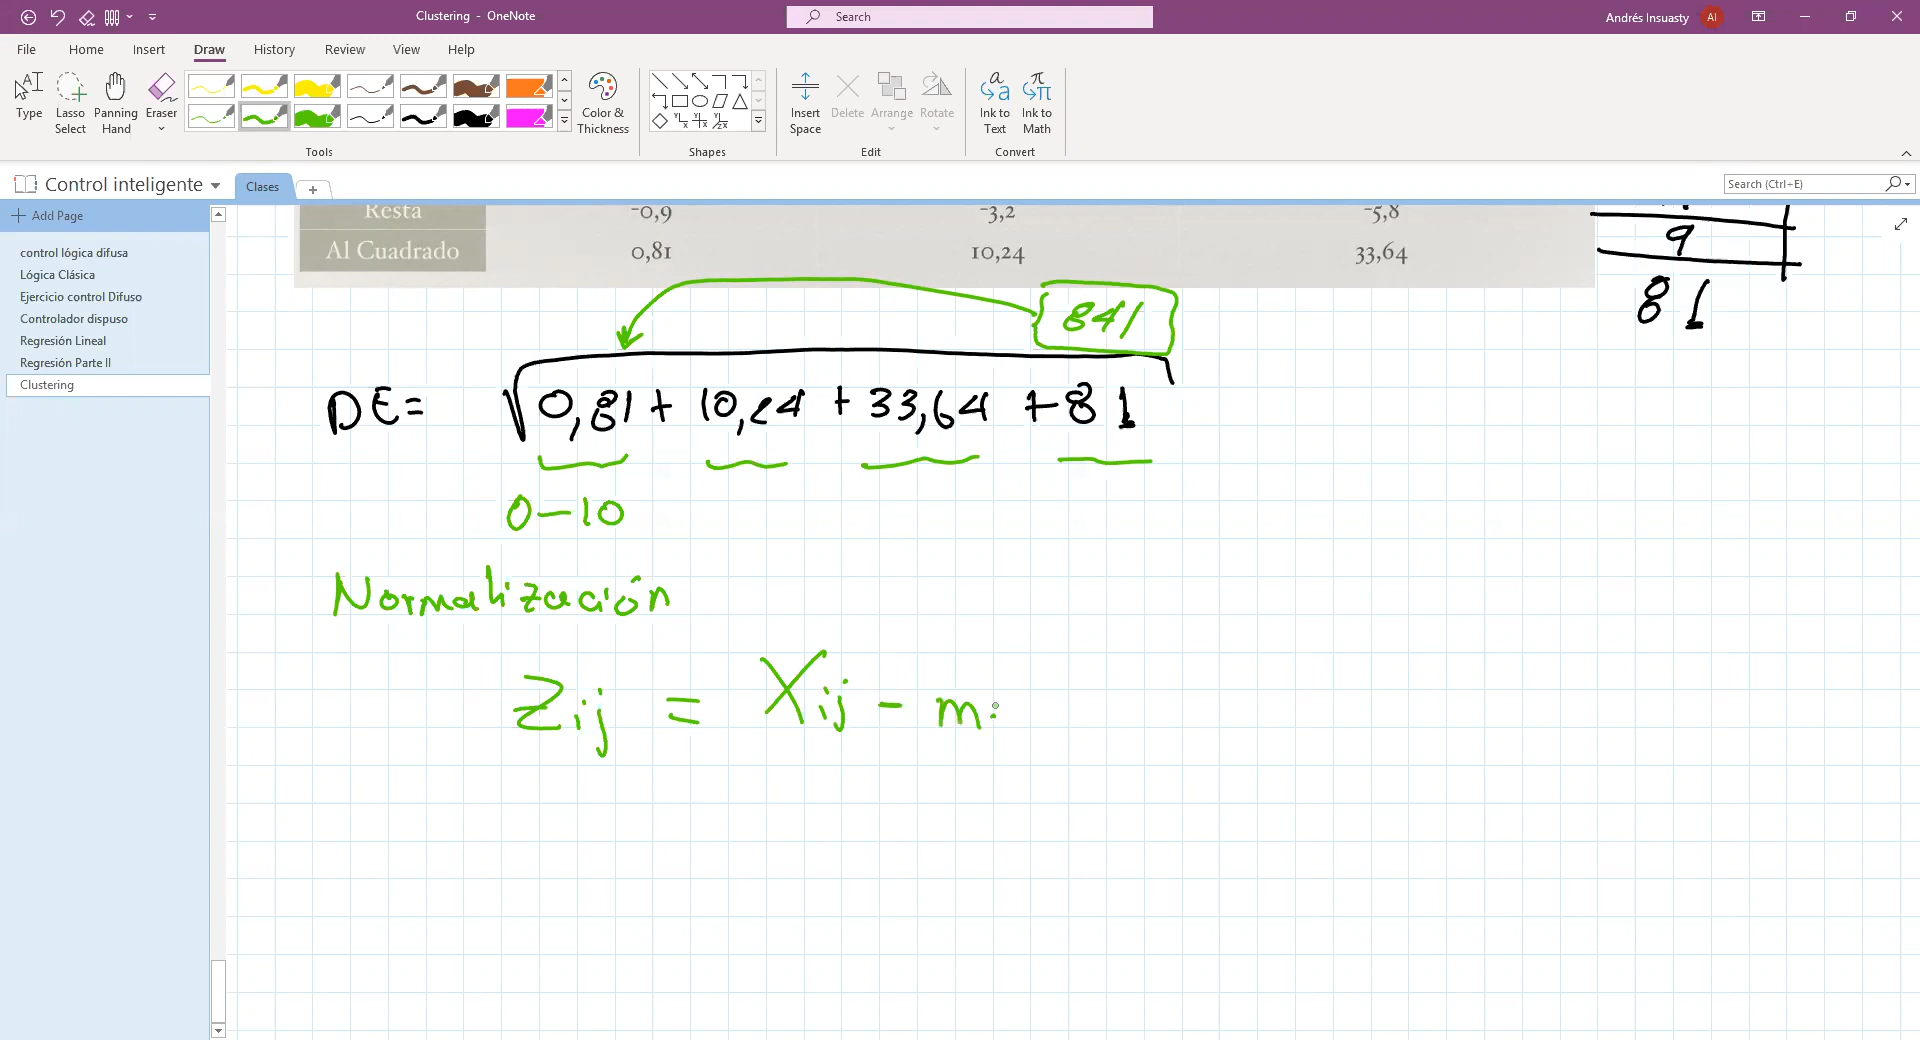 Clustering - OneNote
Search
Andrés Insuasty
AI
File Home Insert Draw History Review View Help
Type
Lasso Select
Panning Hand
Eraser
Color & Thickness
Insert Space
Delete
Arrange
Rotate
Ink to Text
Ink to Math
Tools
Shapes
Edit
Convert
Control inteligente
Clases
Search (Ctrl+E)
Add Page
control lógica difusa
Lógica Clásica
Ejercicio control Difuso
Controlador dispuso
Regresión Lineal
Regresión Parte II
Clustering
Resta -0,9 -3,2 -5,8
Al Cuadrado 0,81 10,24 33,64
9
81
841
DE= √0,81 + 10,24 + 33,64 + 81
0-10
Normalización
Zij = Xij - mi